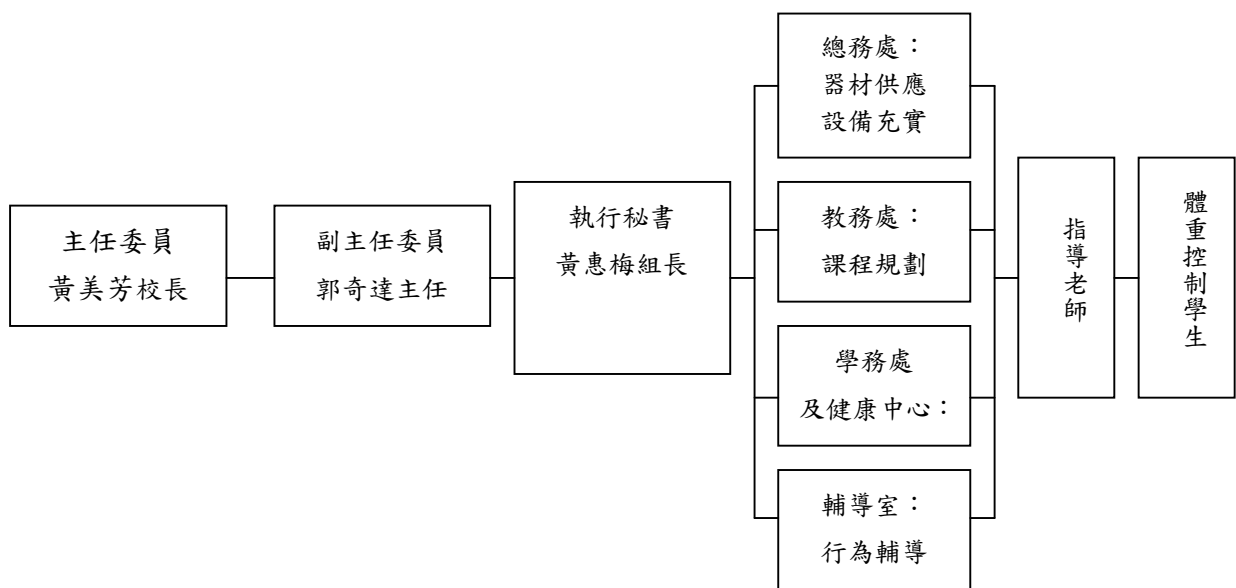 主任委員
黃美芳校長
副主任委員
郭奇達主任
執行秘書
黃惠梅組長
總務處：
器材供應
設備充實
教務處：
課程規劃
學務處
及健康中心：
輔導室：
行為輔導
指導老師
體重控制學生